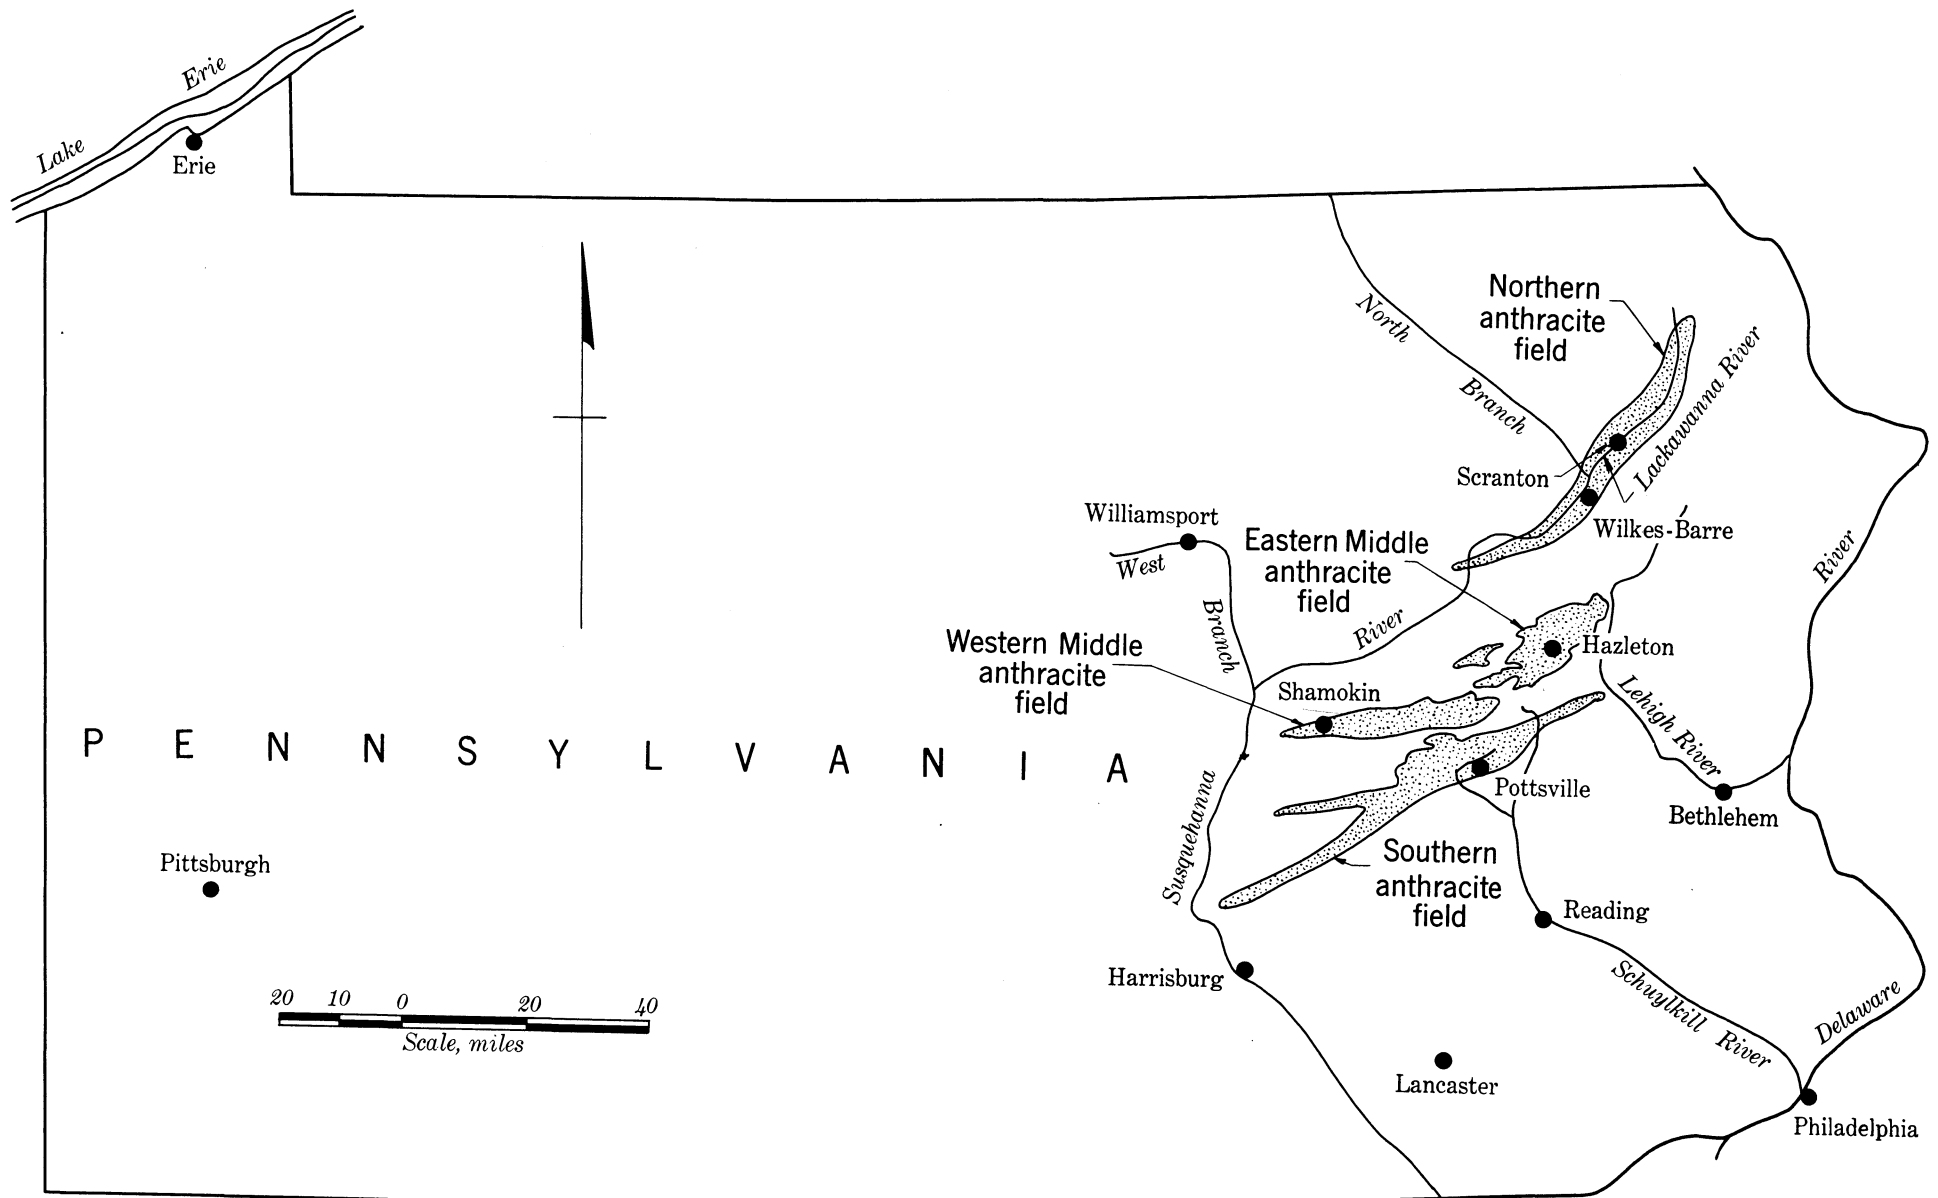 Lake Erie
Erie
Northern
anthracite
field
North Branch
Lackawanna River
Scranton
Wilkes-Barre
Williamsport
West Branch
Eastern Middle
anthracite
field
River
River
Western Middle
anthracite
field
Hazleton
Shamokin
Lehigh River
PENNSYLVANIA
Susquehanna
Pottsville
Bethlehem
Pittsburgh
Southern
anthracite
field
Reading
Harrisburg
Schuylkill River
Delaware
20 10 0 20 40
Scale, miles
Lancaster
Philadelphia